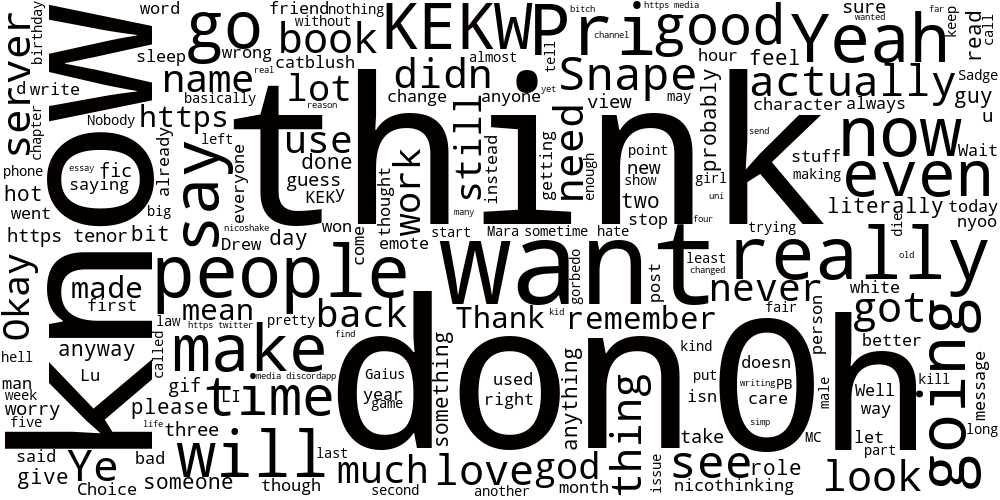 server
birthday
d
write
chapter
Nobody
phone
hot
went
https tenor
Okay
hell
man
week
worry
five
said
give
know
word
sleep
go
wrong
name
real
basically
https
left
already
say
everyone
essay
fic
saying
big
bit
nicoshake
Drew
day
friend
nothing
without
book
catblush
lot
reason
use
done
guess
KEKy
won
come
think
KEKW
almost
didn
change
anyone
yet
tell
bitch
channel
https media
Pri
good
hour
feel
Snape
view
may
need
enough
getting
instead
still
many
thought
work
emote
start
Mara
sometime
hate
point
new
show
two
stop
probably
girl
uni
four
send
trying
Yeah
sure
wanted
far
keep
read
call
Sadge
guy
u
actually
character
always
now
Wait
stuff
making
even
literally
today
nyoo
died
old
people
made
first
anyway
Lu
law
https twitter
called
mean
pretty
make
find
back
media discordapp
gif
LI
time
please
three
life
Ye
Choice
bad
someone
will
though
last
want
gorbedo
post
least
changed
really
never
white
fair
person
got
better
going
Thank
kid
remember
kind
don
Gaius
year
game
something
used
right
anything
thing
put
isn
Oh
doesn
writing
PB
care
simp
male
MC
Well
way
kill
message
long
let
part
much
second
love
another
god
month
issue
take
see
nicothinking
role
look